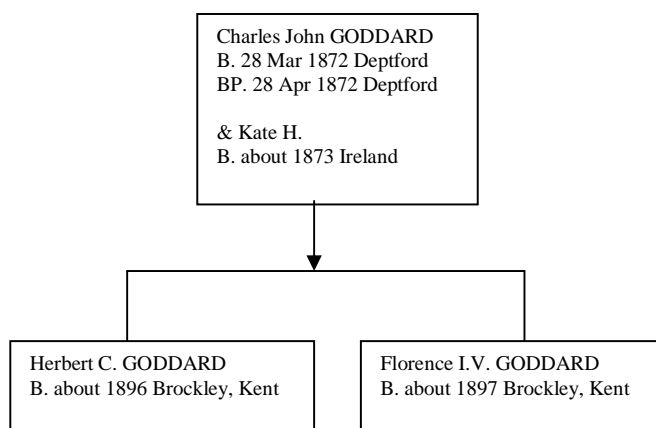 Charles John GODDARD
B. 28 Mar 1872 Deptford
BP. 28 Apr 1872 Deptford
& Kate H.
B. about 1873 Ireland
Herbert C. GODDARD
B. about 1896 Brockley, Kent
Florence I.V. GODDARD
B. about 1897 Brockley, Kent